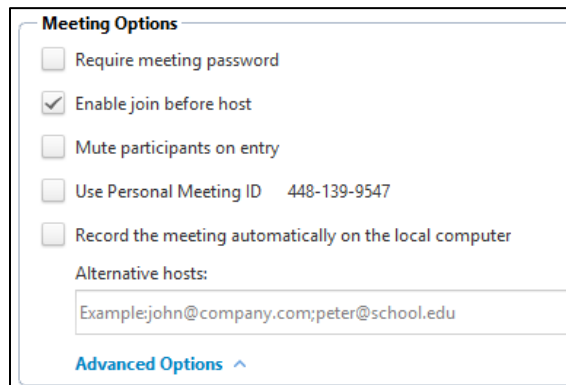 Meeting Options
Require meeting password
Enable join before host
Mute participants on entry
Use Personal Meeting ID 448-139-9547
Record the meeting automatically on the local computer
Alternative hosts:
Example:john@company.com;peter@school.edu
Advanced Options